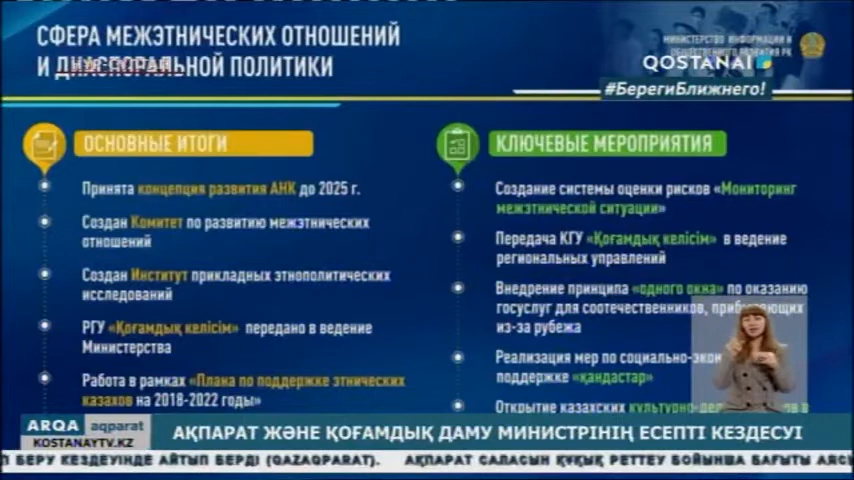 СФЕРА МЕЖЭТНИЧЕСКИХ ОТНОШЕНИЙ
И ДИАСПОРАЛЬНОЙ ПОЛИТИКИ
МИНИСТЕРСТВО ИНФОРМАЦИИ И
ОБЩЕСТВЕННОГО РАЗВИТИЯ РК
QOSTANAI
#БерегиБлижнего!
ОСНОВНЫЕ ИТОГИ
Принята концепция развития АНК до 2025 г.
Создан Комитет по развитию межэтнических
отношений
Создан Институт прикладных этнополитических
исследований
РГУ «Қоғамдық келісім» передано в ведение
Министерства
Работа в рамках «Плана по поддержке этнических
казахов на 2018-2022 годы»
КЛЮЧЕВЫЕ МЕРОПРИЯТИЯ
Создание системы оценки рисков «Мониторинг
межэтнической ситуации»
Передача КГУ «Қоғамдық келісім» в ведение
региональных управлений
Внедрение принципа «одного окна» по оказанию
госуслуг для соотечественников, прибывающих
из-за рубежа
Реализация мер по социально-экон
поддержке «қандастар»
Открытие казахских культурно-дел
в
ARQA aqparat
KOSTANAYTV.KZ
АҚПАРАТ ЖӘНЕ ҚОҒАМДЫҚ ДАМУ МИНИСТРІНІҢ ЕСЕПТІ КЕЗДЕСУІ
П БЕРУ КЕЗДЕУІНДЕ АЙТЫП БЕРДІ (QAZAQPARAT). АҚПАРАТ САЛАСЫН ҚҰҚЫҚ РЕТТЕУ БОЙЫНША БАҒЫТЫ АЯСЫ